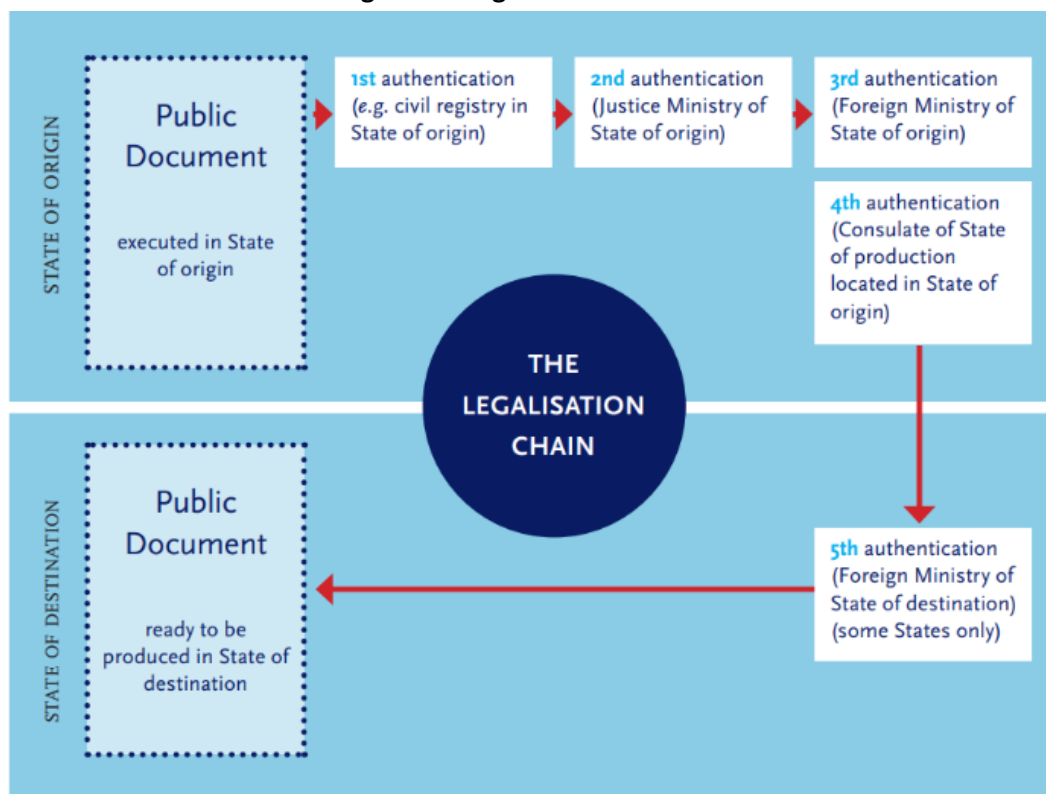 STATE OF ORIGIN
Public
Document
executed in State
of origin
1st authentication
(e.g. civil registry in
State of origin)
2nd authentication
(Justice Ministry of
State of origin)
3rd authentication
(Foreign Ministry of
State of origin)
4th authentication
(Consulate of State
of production
located in State of
origin)
THE
LEGALISATION
CHAIN
STATE OF DESTINATION
Public
Document
ready to be
produced in State of
destination
5th authentication
(Foreign Ministry of
State of destination)
(some States only)